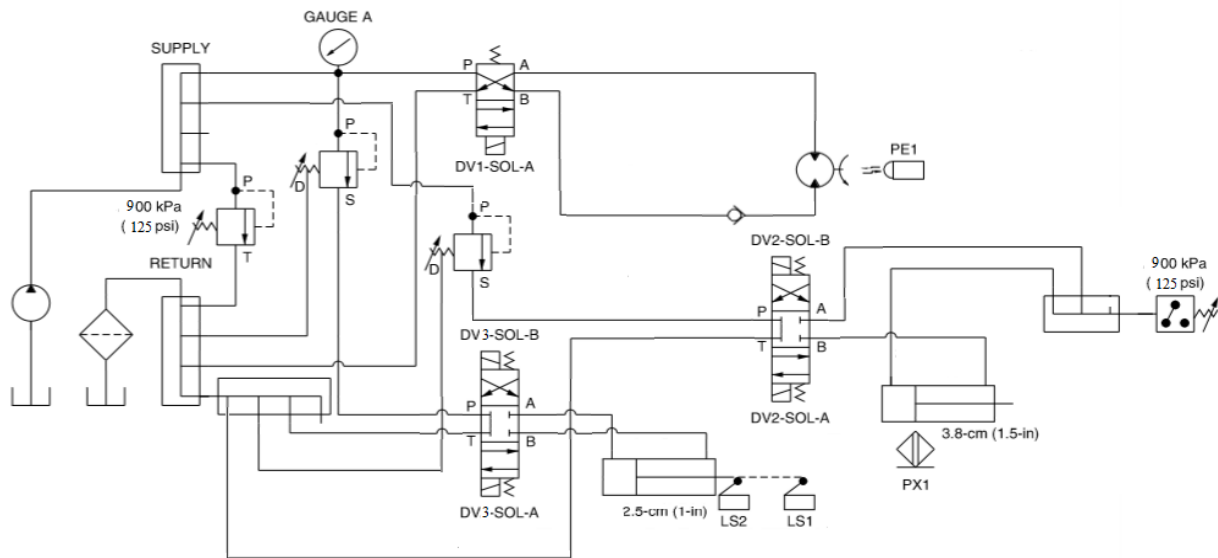 GAUGE A
SUPPLY
P A
T B
DV1-SOL-A
PE1
P
D
S
P
900 kPa
(125 psi)
T
RETURN
P
D
S
DV2-SOL-B
P A
T B
DV2-SOL-A
900 kPa
(125 psi)
DV3-SOL-B
P A
T B
DV3-SOL-A
2.5-cm (1-in)
LS2 LS1
3.8-cm (1.5-in)
PX1